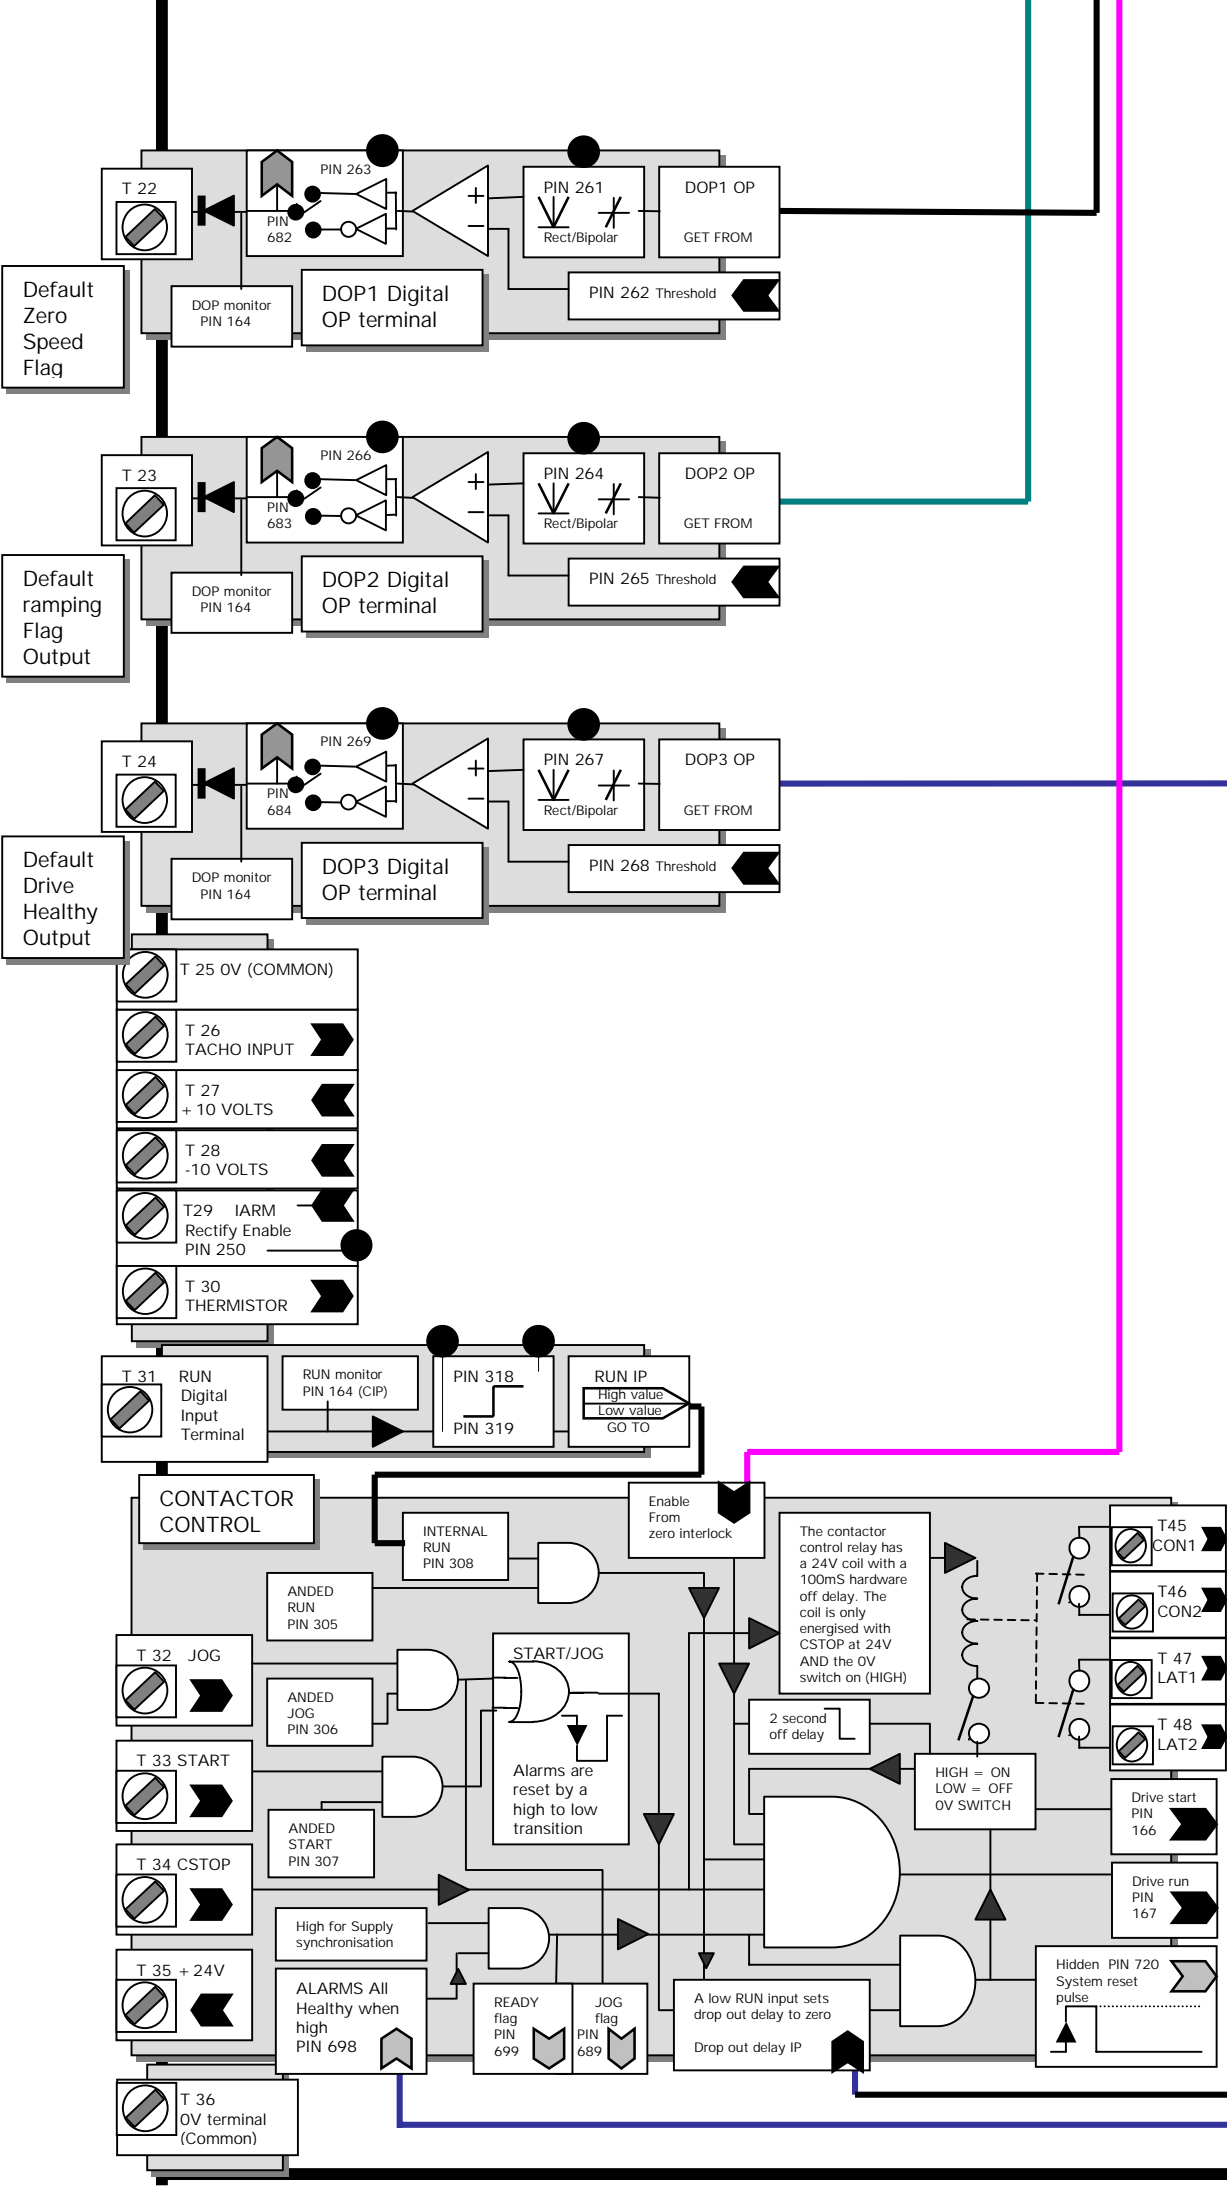 T 22
PIN 263
PIN
682
+
−
PIN 261
Rect/Bipolar
DOP1 OP
GET FROM
PIN 262 Threshold
DOP monitor
PIN 164
DOP1 Digital
OP terminal
Default
Zero
Speed
Flag
T 23
PIN 266
PIN
683
+
−
PIN 264
Rect/Bipolar
DOP2 OP
GET FROM
PIN 265 Threshold
DOP monitor
PIN 164
DOP2 Digital
OP terminal
Default
ramping
Flag
Output
T 24
PIN 269
PIN
684
+
−
PIN 267
Rect/Bipolar
DOP3 OP
GET FROM
PIN 268 Threshold
DOP monitor
PIN 164
DOP3 Digital
OP terminal
Default
Drive
Healthy
Output
T 25 0V (COMMON)
T 26
TACHO INPUT
T 27
+ 10 VOLTS
T 28
-10 VOLTS
T29 IARM
Rectify Enable
PIN 250
T 30
THERMISTOR
T 31 RUN
Digital
Input
Terminal
RUN monitor
PIN 164 (CIP)
PIN 318
PIN 319
RUN IP
High value
Low value
GO TO
CONTACTOR
CONTROL
INTERNAL
RUN
PIN 308
Enable
From
zero interlock
The contactor
control relay has
a 24V coil with a
100mS hardware
off delay. The
coil is only
energised with
CSTOP at 24V
AND the 0V
switch on (HIGH)
T45
CON1
T46
CON2
T 47
LAT1
T 48
LAT2
ANDED
RUN
PIN 305
T 32 JOG
ANDED
JOG
PIN 306
START/JOG
Alarms are
reset by a
high to low
transition
2 second
off delay
HIGH = ON
LOW = OFF
0V SWITCH
T 33 START
ANDED
START
PIN 307
Drive start
PIN
166
T 34 CSTOP
Drive run
PIN
167
High for Supply
synchronisation
T 35 + 24V
ALARMS All
Healthy when
high
PIN 698
READY
flag
PIN
699
JOG
flag
PIN
689
A low RUN input sets
drop out delay to zero
Drop out delay IP
Hidden PIN 720
System reset
pulse
T 36
0V terminal
(Common)